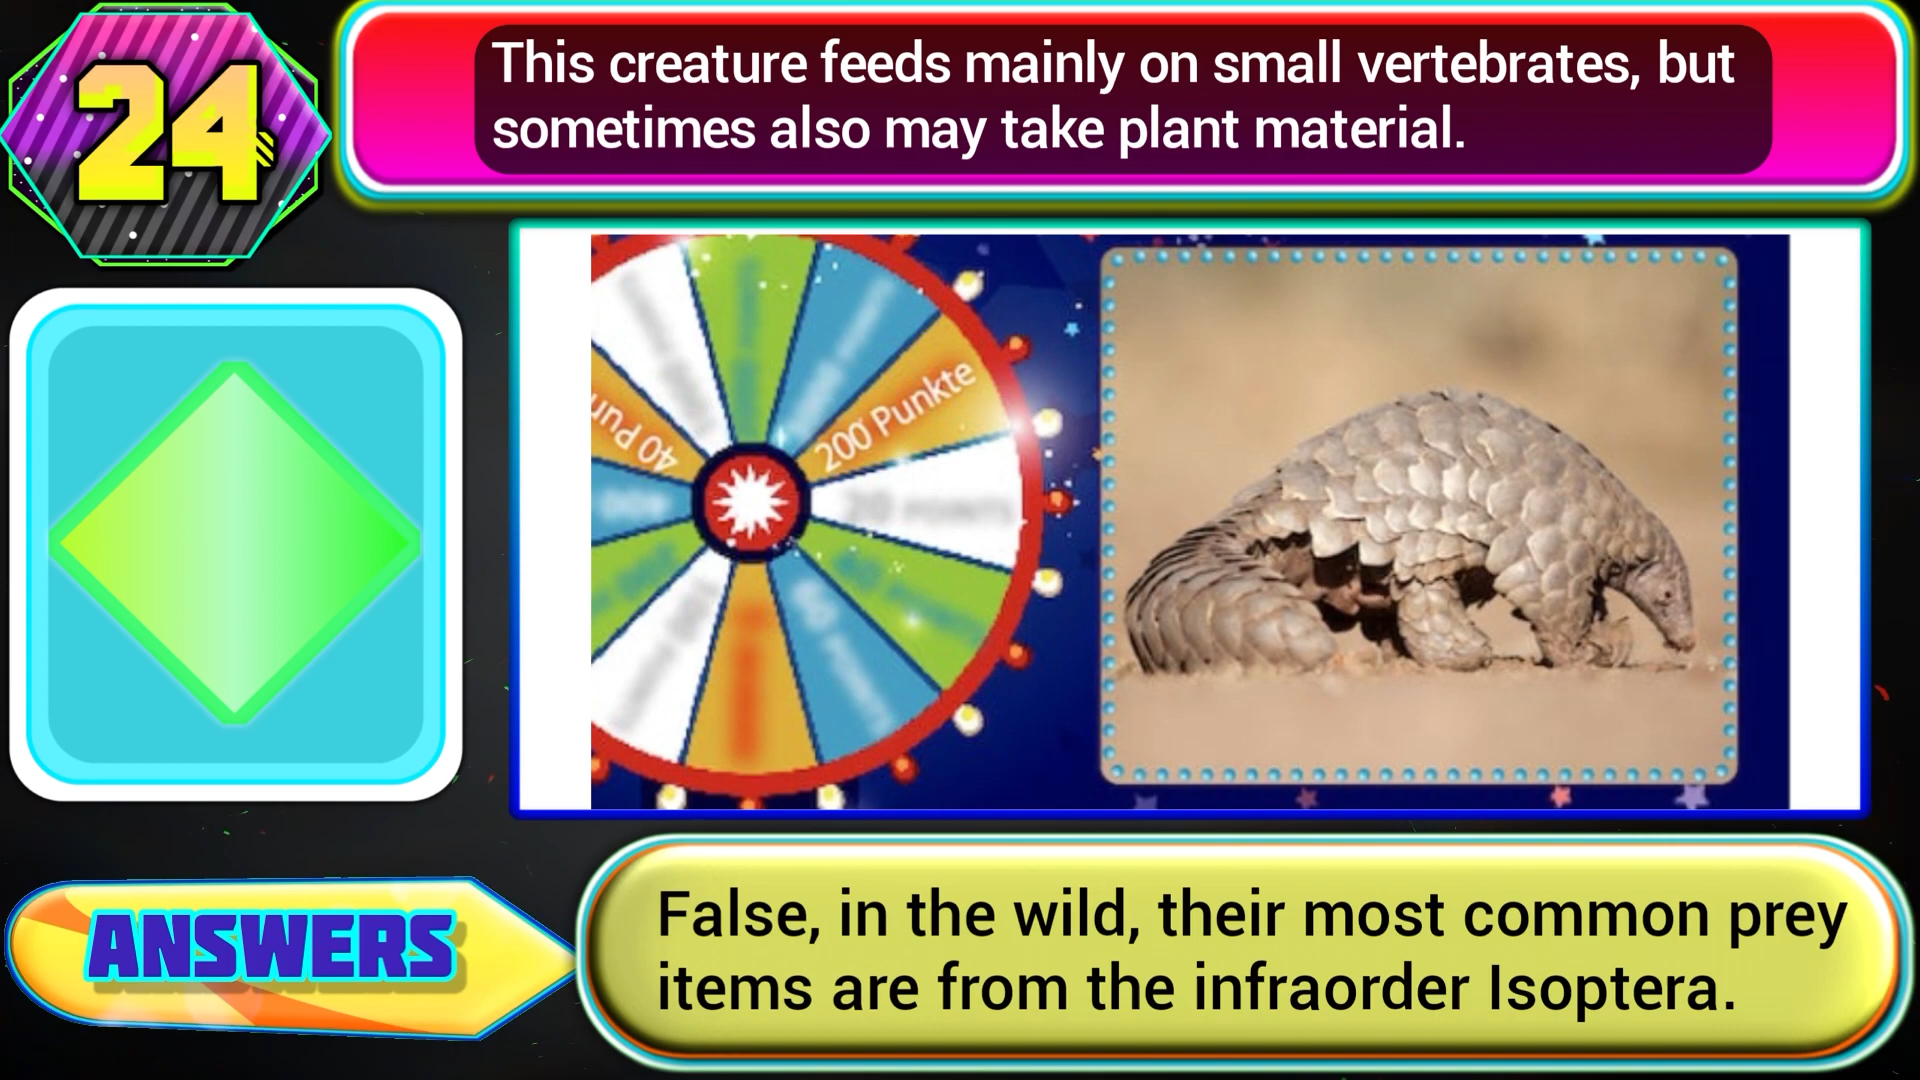 24
This creature feeds mainly on small vertebrates, but
sometimes also may take plant material.
200 Punkte
40 Pun
ANSWERS
False, in the wild, their most common prey
items are from the infraorder Isoptera.